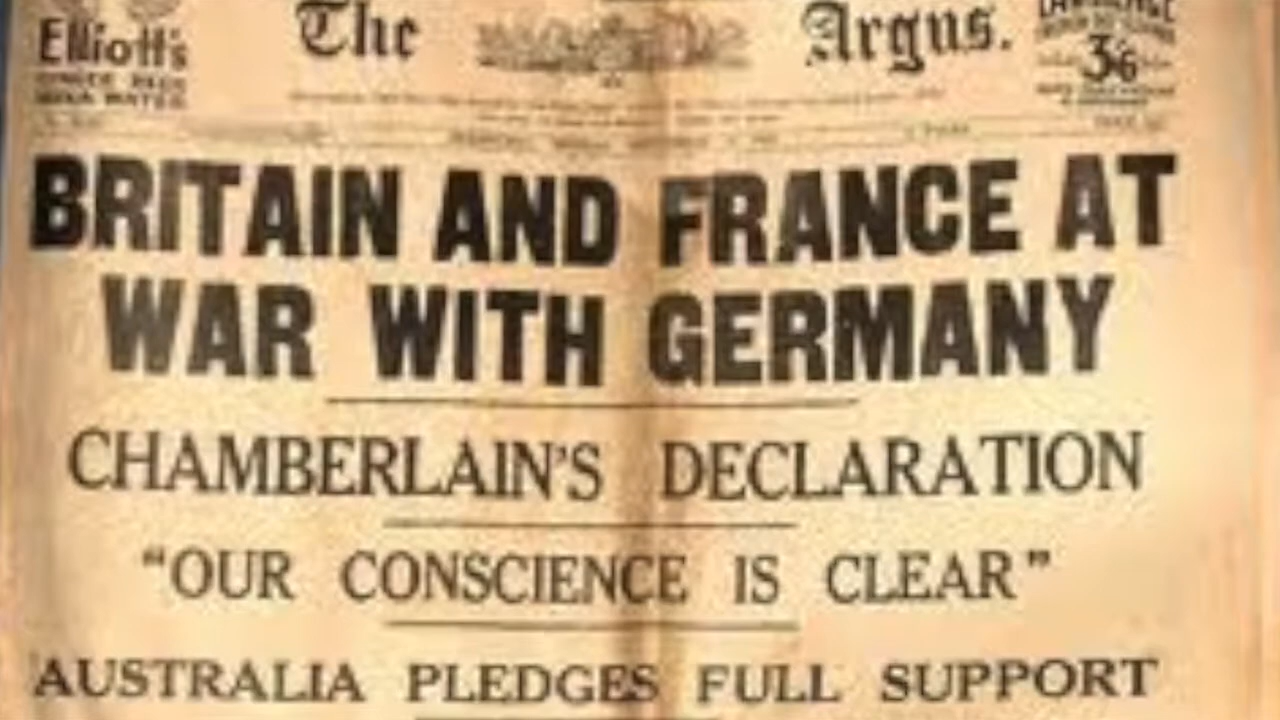 Elliott's
The Argus.
LAWRENCE
3/6
BRITAIN AND FRANCE AT
WAR WITH GERMANY
CHAMBERLAIN'S DECLARATION
“OUR CONSCIENCE IS CLEAR”
AUSTRALIA PLEDGES FULL SUPPORT